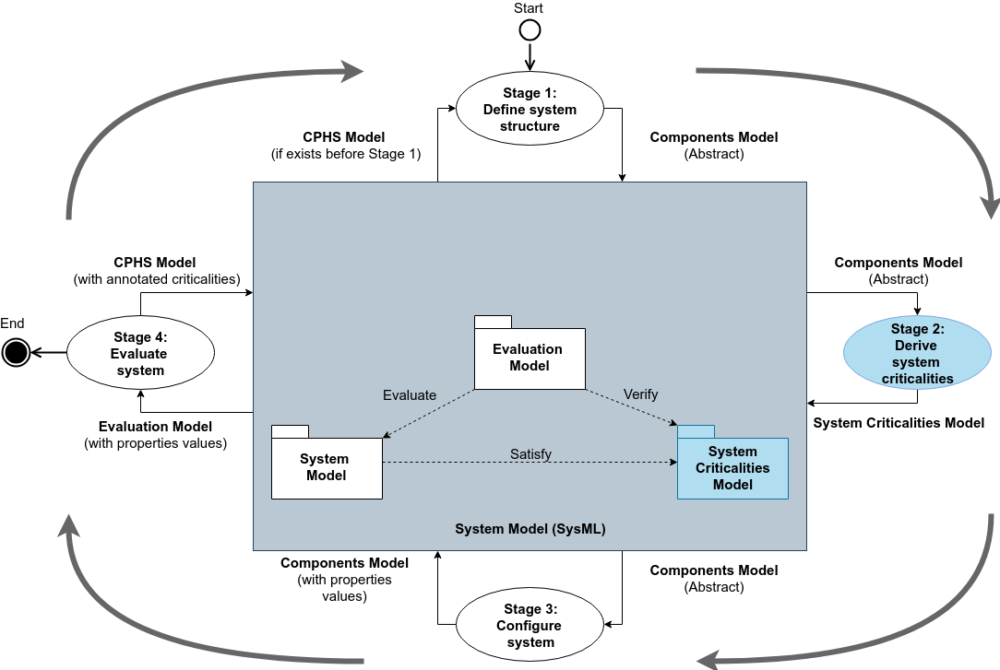 Start
Stage 1:
Define system
structure
CPHS Model
(if exists before Stage 1)
Components Model
(Abstract)
CPHS Model
(with annotated criticalities)
Components Model
(Abstract)
End
Stage 4:
Evaluate
system
Stage 2:
Derive
system
criticalities
Evaluation
Model
Evaluate
Verify
Evaluation Model
(with properties values)
System Criticalities Model
System
Model
Satisfy
System
Criticalities
Model
System Model (SysML)
Components Model
(with properties
values)
Components Model
(Abstract)
Stage 3:
Configure
system